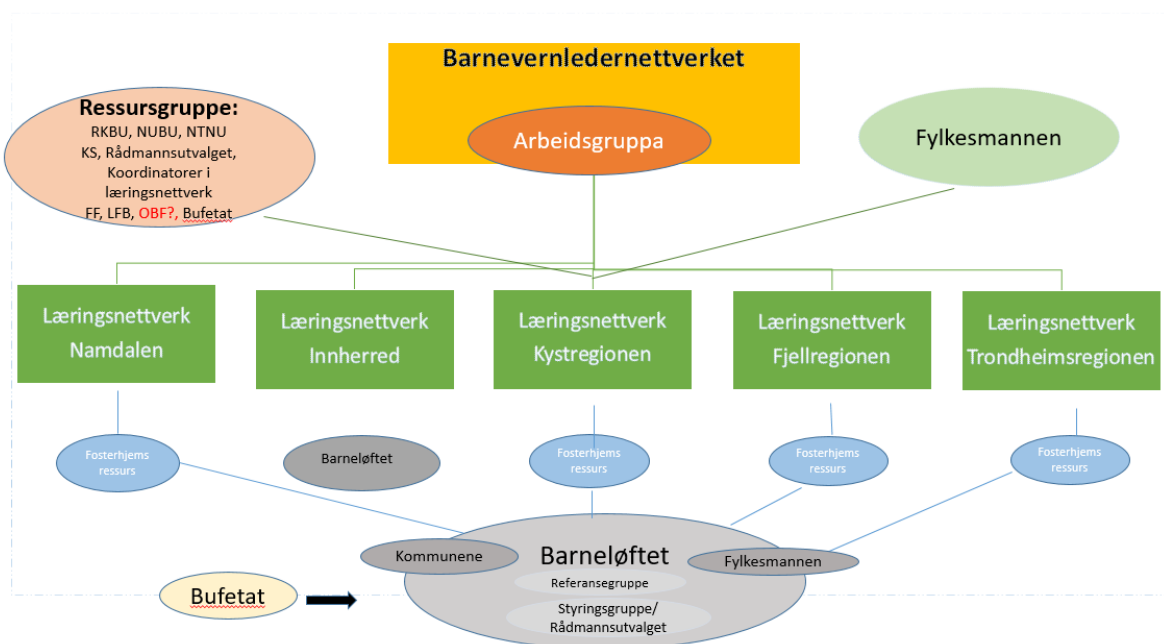 Barnevernledernettverket
Ressursgruppe:
RKBU, NUBU, NTNU
KS, Rådmannsutvalget,
Koordinatorer i
læringsnettverk
FF, LFB, OBF?, Bufetat
Arbeidsgruppa
Fylkesmannen
Læringsnettverk
Namdalen
Læringsnettverk
Innherred
Læringsnettverk
Kystregionen
Læringsnettverk
Fjellregionen
Læringsnettverk
Trondheimsregionen
Fosterhjems
ressurs
Barneløftet
Fosterhjems
ressurs
Fosterhjems
ressurs
Fosterhjems
ressurs
Kommunene
Barneløftet
Fylkesmannen
Referansegruppe
Styringsgruppe/
Rådmannsutvalget
Bufetat